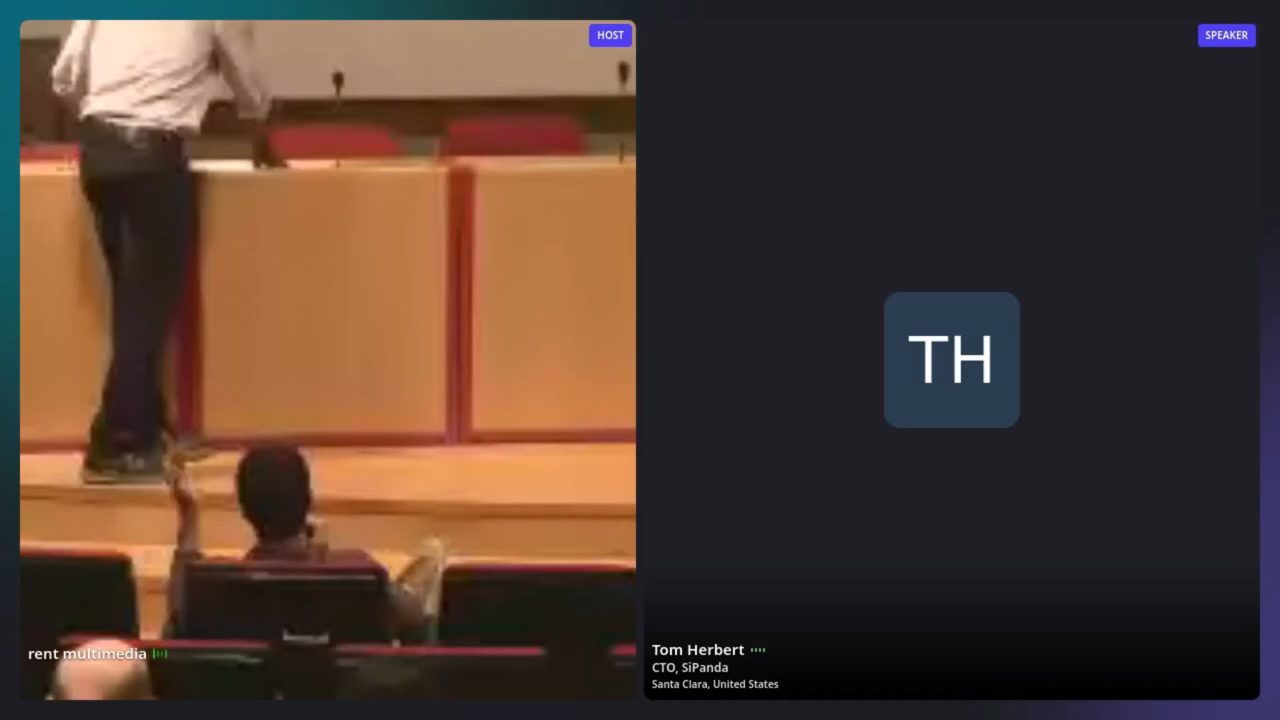 HOST
rent multimedia
SPEAKER
TH
Tom Herbert
CTO, SiPanda
Santa Clara, United States